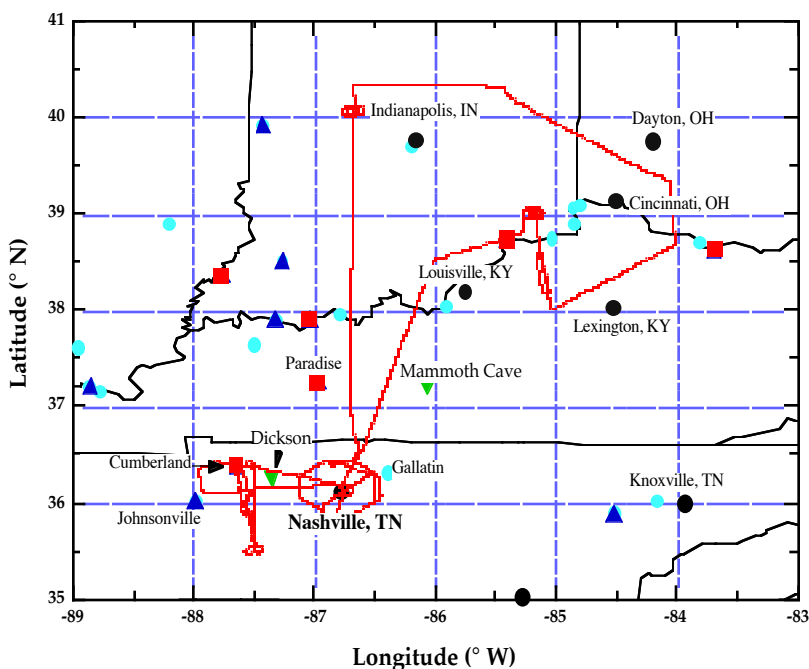 41
40
39
38
37
36
35
Latitude (° N)
Indianapolis, IN
Dayton, OH
Cincinnati, OH
Louisville, KY
Lexington, KY
Paradise
Mammoth Cave
Dickson
Cumberland
Gallatin
Knoxville, TN
Johnsonville
Nashville, TN
-89 -88 -87 -86 -85 -84 -83
Longitude (° W)